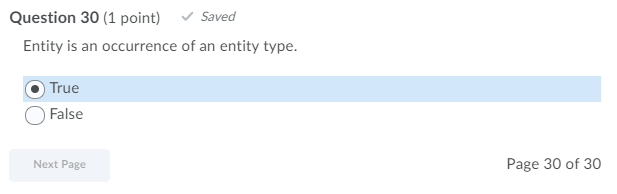 Question 30 (1 point) ✓ Saved
Entity is an occurrence of an entity type.
True
False
Next Page Page 30 of 30